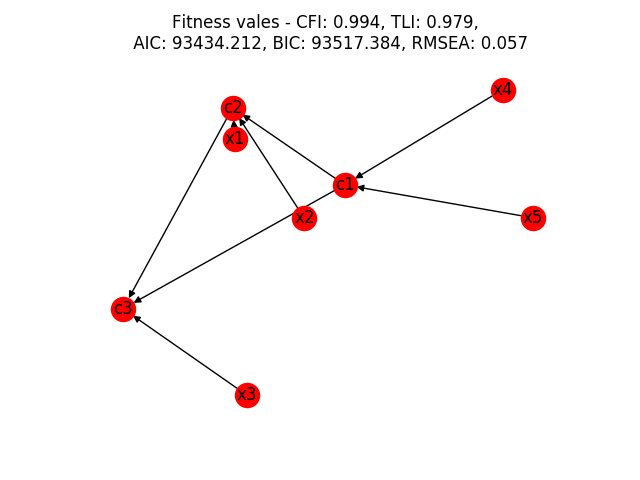 Fitness vales - CFI: 0.994, TLI: 0.979,
AIC: 93434.212, BIC: 93517.384, RMSEA: 0.057
x4
c2
x1
c1
x2
x5
c3
x3